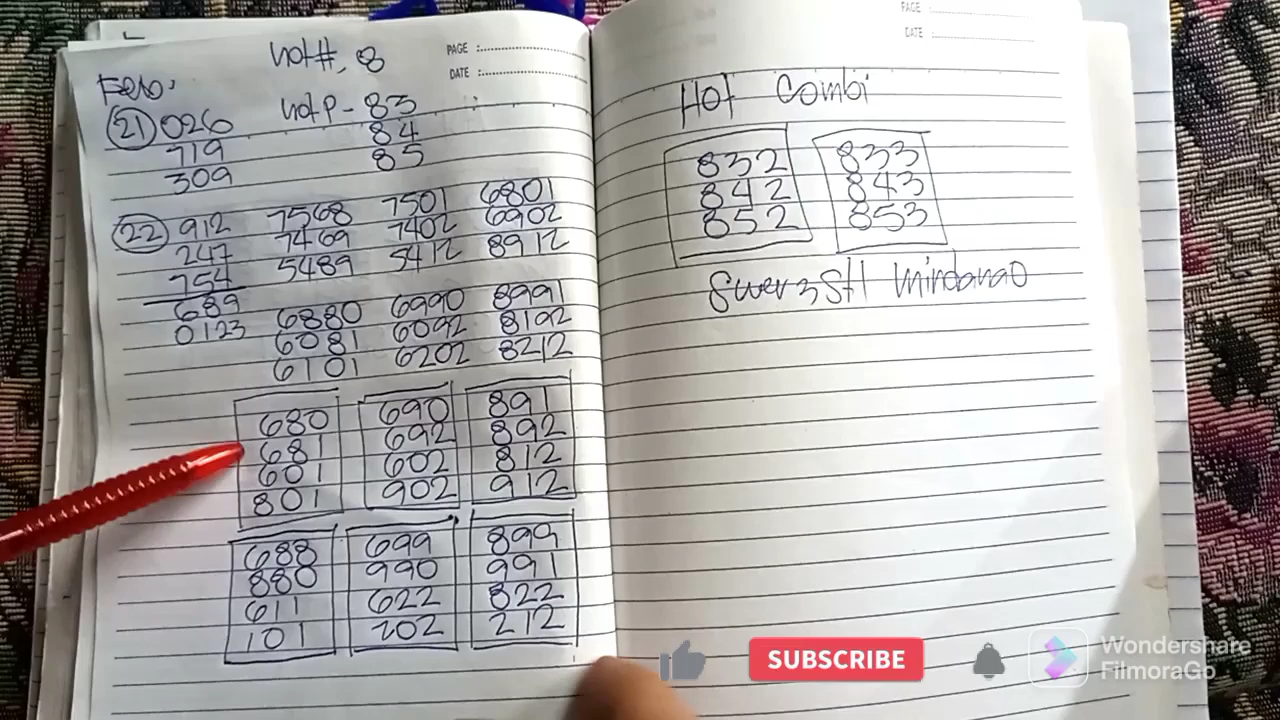 Hot#. 8
PAGE :
DATE :
Feb.
21 026
719
309
Hot P - 83
84
85
22 912
247
754
689
0123
7568 7501 6801
7469 7402 6902
5489 5412 8912
6880 6990 8991
6081 6092 8192
6101 6202 8212
680 690 891
681 692 892
601 602 812
801 902 912
688 699 899
880 990 991
611 622 822
101 202 212
PAGE :
DATE :
Hot Combi
832 833
842 843
852 853
Swer3Stl Mindanao
SUBSCRIBE
Wondershare
FilmoraGo